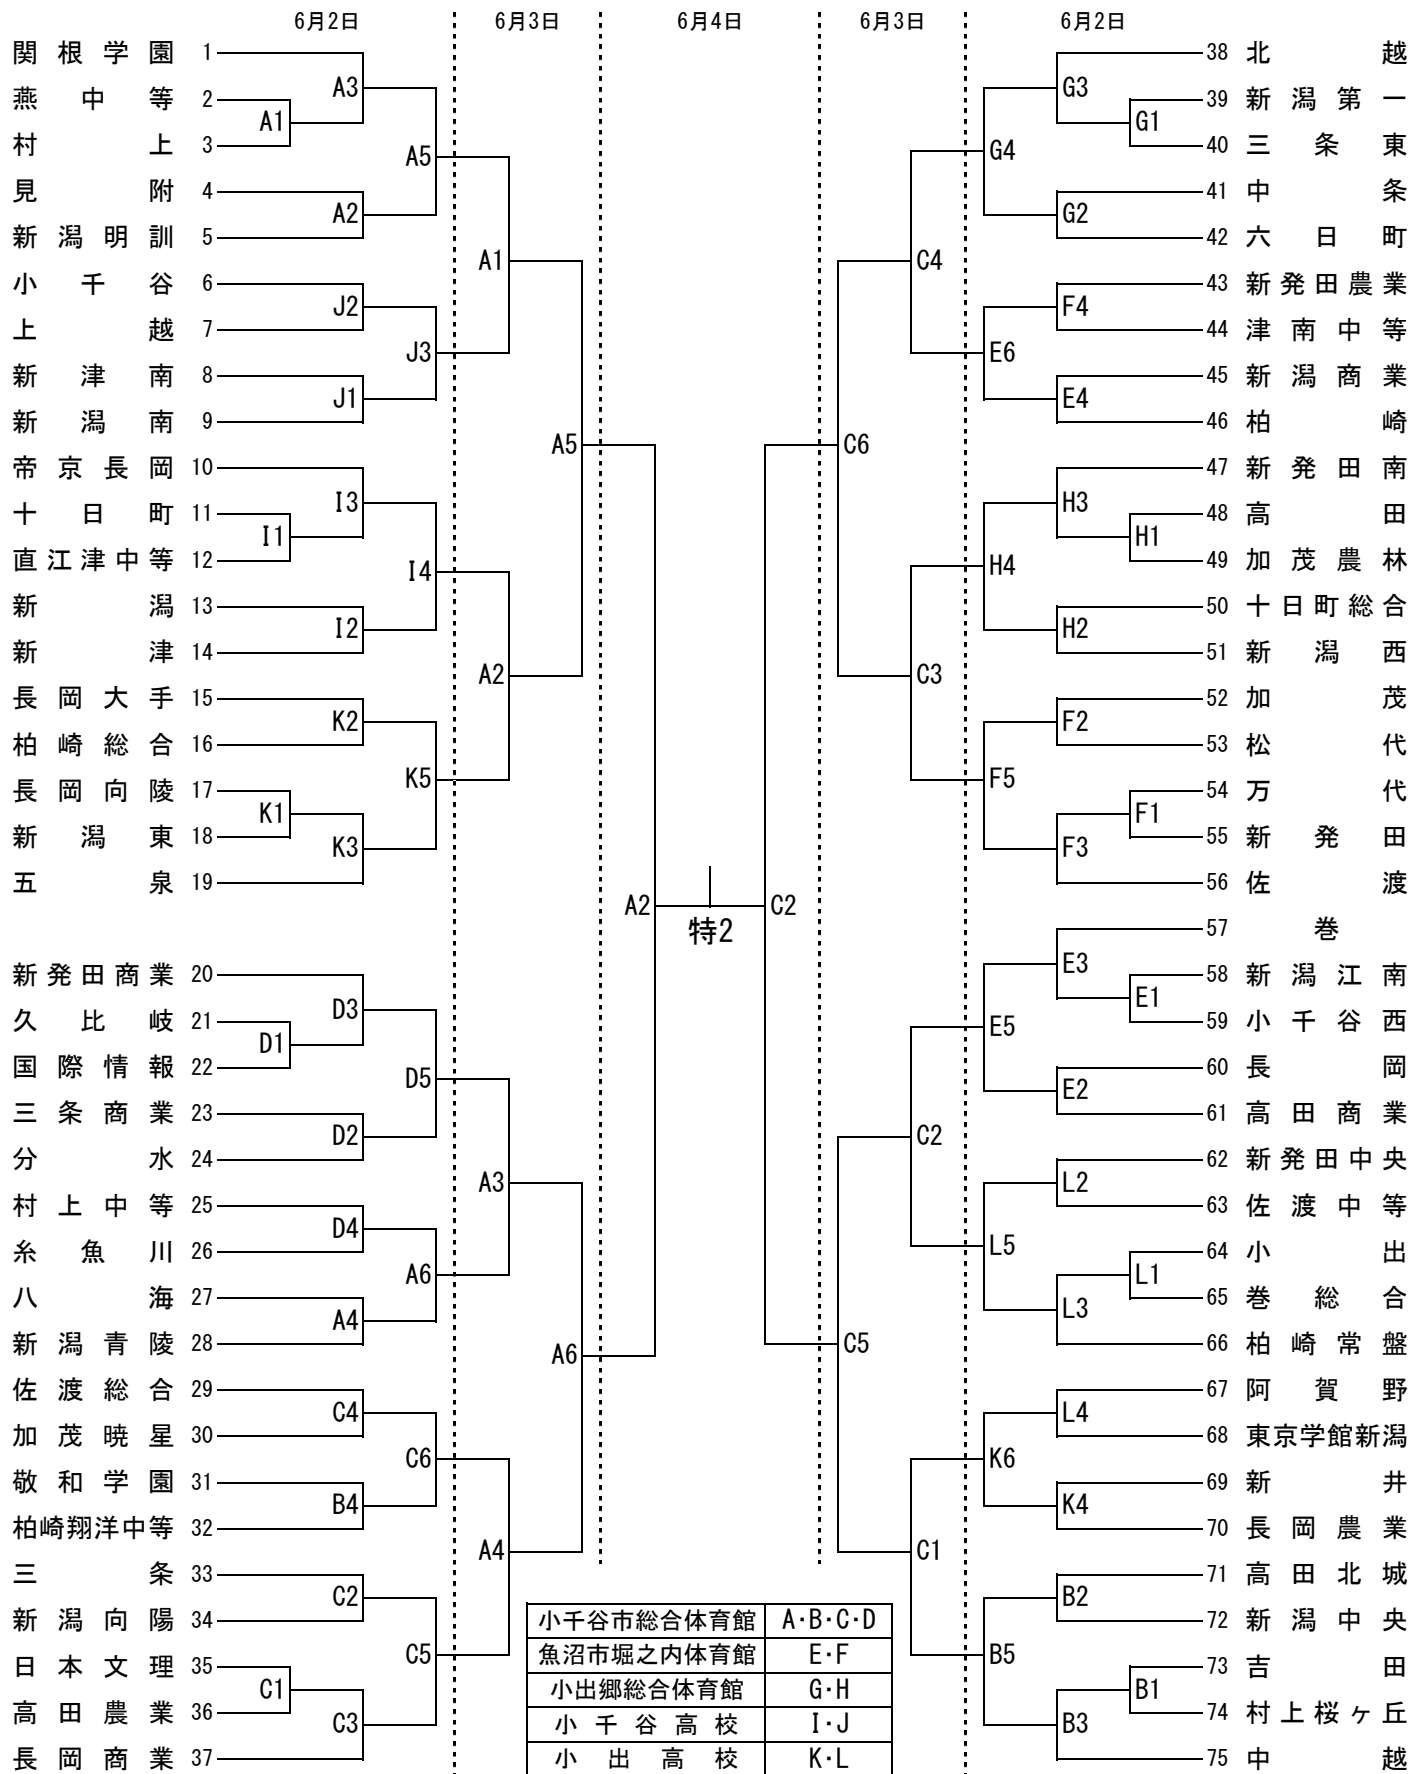 6月2日 6月3日 6月4日 6月3日 6月2日
関根学園 1
燕中等 2
村上 3
見附 4
新潟明訓 5
小千谷 6
上越 7
新津南 8
新潟南 9
帝京長岡 10
十日町 11
直江津中等 12
新潟 13
新津 14
長岡大手 15
柏崎総合 16
長岡向陵 17
新潟東 18
五泉 19
新発田商業 20
久比岐 21
国際情報 22
三条商業 23
分水 24
村上中等 25
糸魚川 26
八海 27
新潟青陵 28
佐渡総合 29
加茂暁星 30
敬和学園 31
柏崎翔洋中等 32
三条 33
新潟向陽 34
日本文理 35
高田農業 36
長岡商業 37
A1
I1
K1
D1
C1
A3
A2
J2
J1
I3
I2
K2
K3
D3
D2
D4
A4
C4
B4
C2
C3
A5
J3
I4
K5
D5
A6
C6
C5
A1
A2
A3
A4
A5
A6
A2
特2
C2
C6
C5
C4
C3
C2
C1
G4
E6
H4
F5
E5
L5
K6
B5
G3
G2
F4
E4
H3
H2
F2
F3
E3
E2
L2
L3
L4
K4
B2
B3
G1
H1
F1
E1
L1
B1
38 北越
39 新潟第一
40 三条東
41 中条
42 六日町
43 新発田農業
44 津南中等
45 新潟商業
46 柏崎
47 新発田南
48 高田
49 加茂農林
50 十日町総合
51 新潟西
52 加茂
53 松代
54 万代
55 新発田
56 佐渡
57 巻
58 新潟江南
59 小千谷西
60 長岡
61 高田商業
62 新発田中央
63 佐渡中等
64 小出
65 巻総合
66 柏崎常盤
67 阿賀野
68 東京学館新潟
69 新井
70 長岡農業
71 高田北城
72 新潟中央
73 吉田
74 村上桜ヶ丘
75 中越
小千谷市総合体育館 A･B･C･D
魚沼市堀之内体育館 E･F
小出郷総合体育館 G･H
小千谷高校 I･J
小出高校 K･L